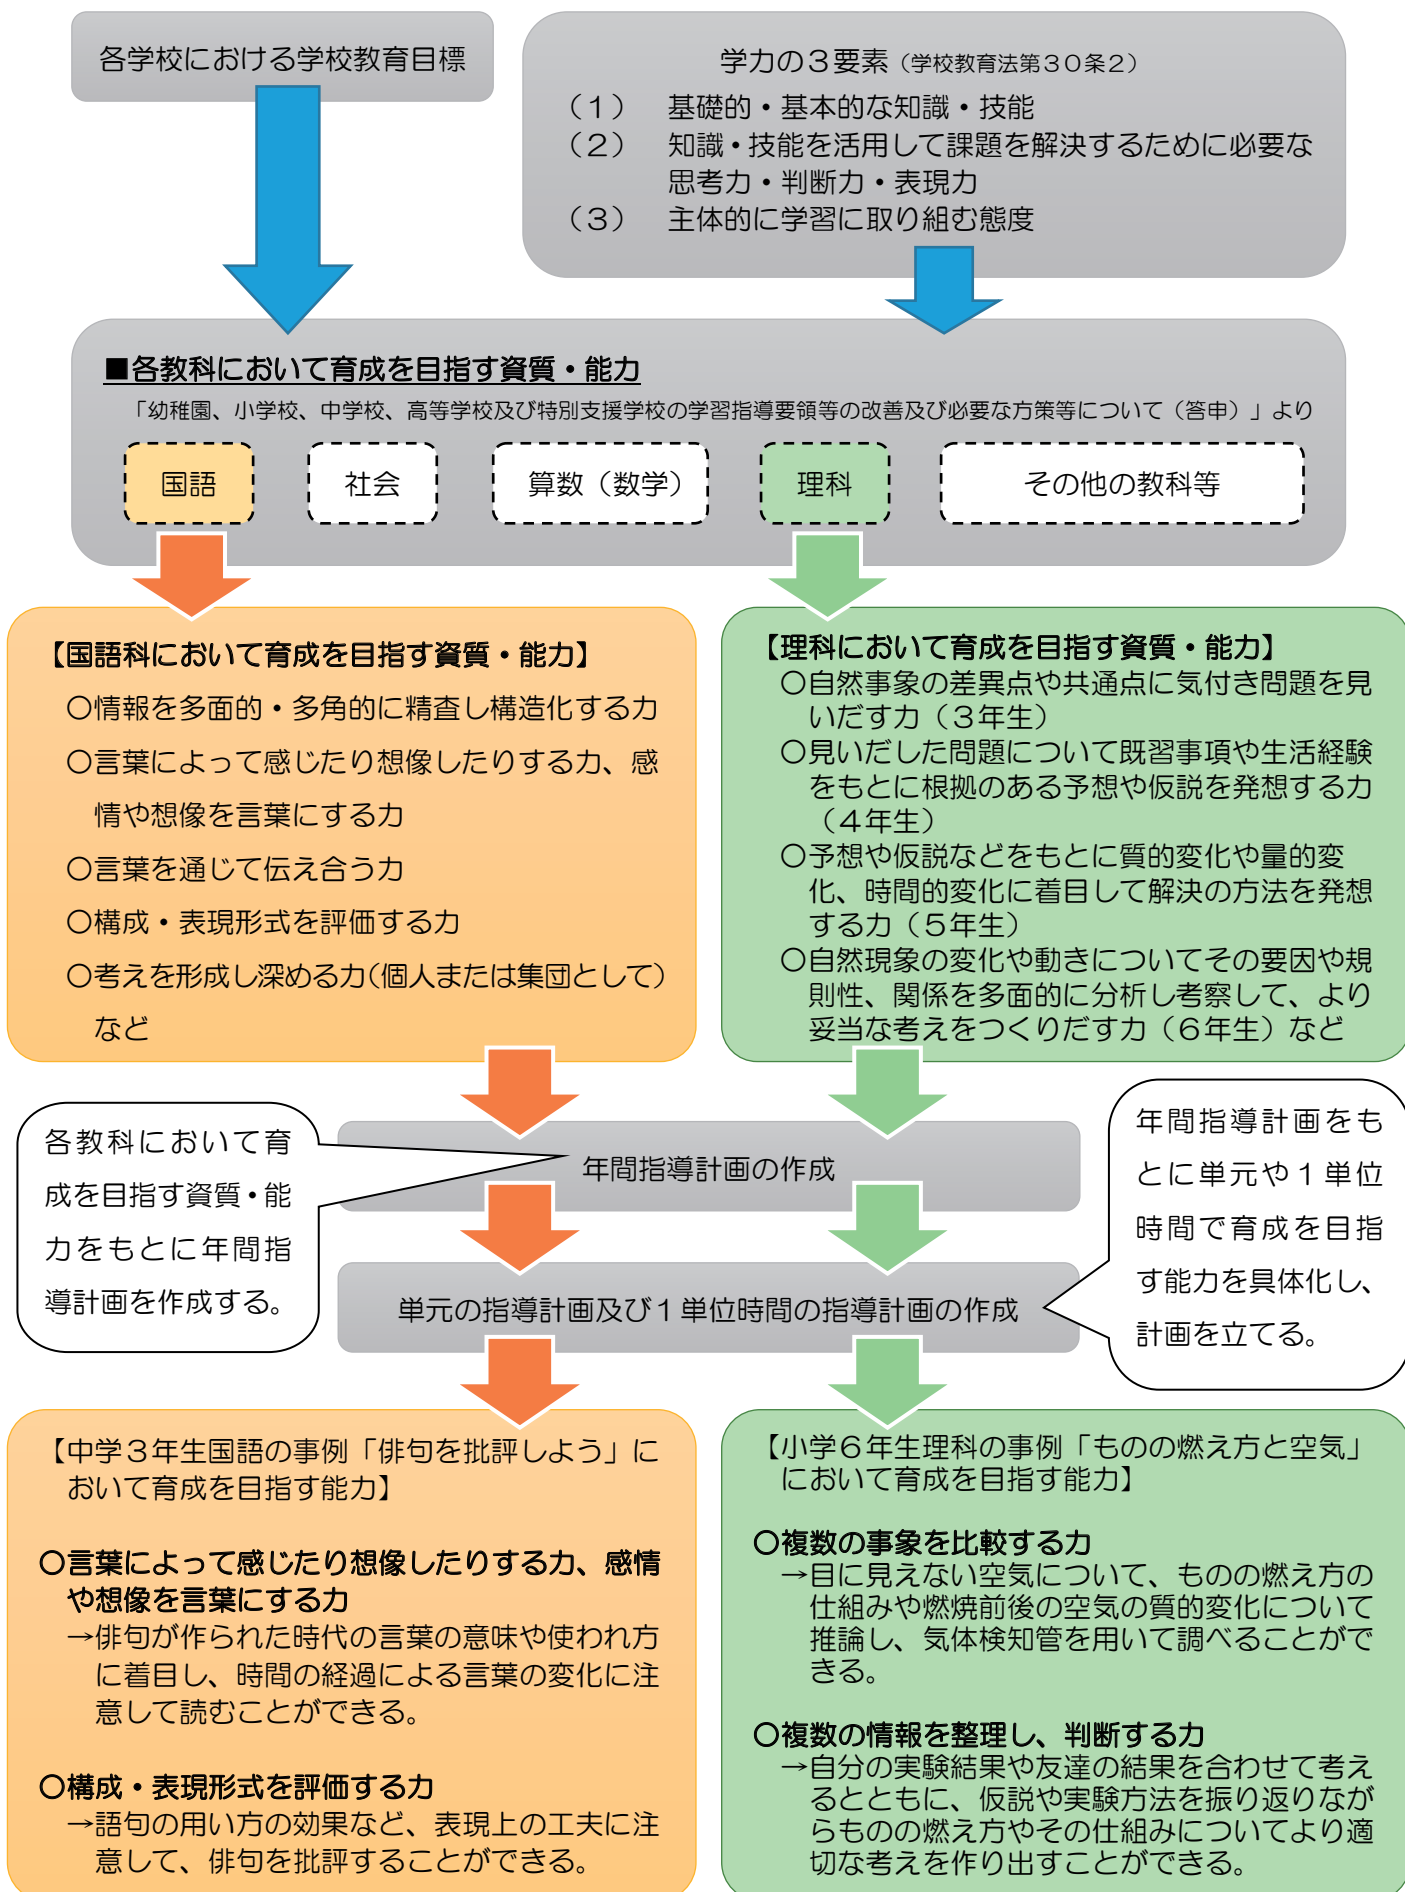 各学校における学校教育目標
学力の３要素（学校教育法第３０条２）
（１）　基礎的・基本的な知識・技能
（２）　知識・技能を活用して課題を解決するために必要な
思考力・判断力・表現力
（３）　主体的に学習に取り組む態度
■各教科において育成を目指す資質・能力
「幼稚園、小学校、中学校、高等学校及び特別支援学校の学習指導要領等の改善及び必要な方策等について（答申）」より
国語
社会
算数（数学）
理科
その他の教科等
【国語科において育成を目指す資質・能力】
〇情報を多面的・多角的に精査し構造化する力
〇言葉によって感じたり想像したりする力、感
情や想像を言葉にする力
〇言葉を通じて伝え合う力
〇構成・表現形式を評価する力
〇考えを形成し深める力（個人または集団として）
など
【理科において育成を目指す資質・能力】
〇自然事象の差異点や共通点に気付き問題を見
いだす力（３年生）
〇見いだした問題について既習事項や生活経験
をもとに根拠のある予想や仮説を発想する力
（４年生）
〇予想や仮説などをもとに質的変化や量的変
化、時間的変化に着目して解決の方法を発想
する力（５年生）
〇自然現象の変化や動きについてその要因や規
則性、関係を多面的に分析し考察して、より
妥当な考えをつくりだす力（６年生）など
各教科において育
成を目指す資質・能
力をもとに年間指
導計画を作成する。
年間指導計画の作成
年間指導計画をも
とに単元や１単位
時間で育成を目指
す能力を具体化し、
計画を立てる。
単元の指導計画及び１単位時間の指導計画の作成
【中学３年生国語の事例「俳句を批評しよう」に
おいて育成を目指す能力】
〇言葉によって感じたり想像したりする力、感情
や想像を言葉にする力
→俳句が作られた時代の言葉の意味や使われ方
に着目し、時間の経過による言葉の変化に注
意して読むことができる。
〇構成・表現形式を評価する力
→語句の用い方の効果など、表現上の工夫に注
意して、俳句を批評することができる。
【小学６年生理科の事例「ものの燃え方と空気」
において育成を目指す能力】
〇複数の事象を比較する力
→目に見えない空気について、ものの燃え方の
仕組みや燃焼前後の空気の質的変化について
推論し、気体検知管を用いて調べることがで
きる。
〇複数の情報を整理し、判断する力
→自分の実験結果や友達の結果を合わせて考え
るとともに、仮説や実験方法を振り返りなが
らものの燃え方やその仕組みについてより適
切な考えを作り出すことができる。